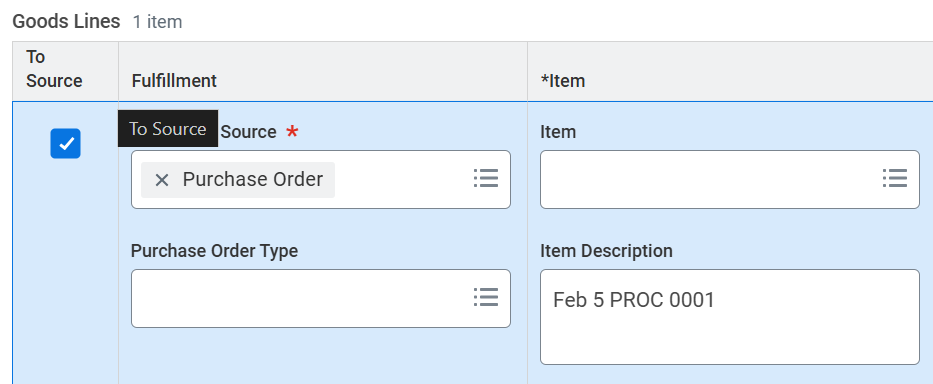 Goods Lines 1 item
To
Source
Fulfillment
*Item
To Source
Source *
Purchase Order
Purchase Order Type
Item
Item Description
Feb 5 PROC 0001